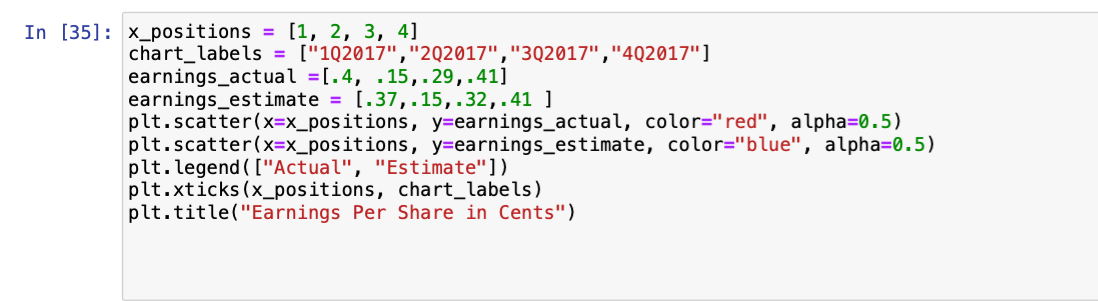 In [35]: x_positions = [1, 2, 3, 4]
chart_labels = ["1Q2017","2Q2017","3Q2017","4Q2017"]
earnings_actual =[.4, .15,.29,.41]
earnings_estimate = [.37,.15,.32,.41 ]
plt.scatter(x=x_positions, y=earnings_actual, color="red", alpha=0.5)
plt.scatter(x=x_positions, y=earnings_estimate, color="blue", alpha=0.5)
plt.legend(["Actual", "Estimate"])
plt.xticks(x_positions, chart_labels)
plt.title("Earnings Per Share in Cents")